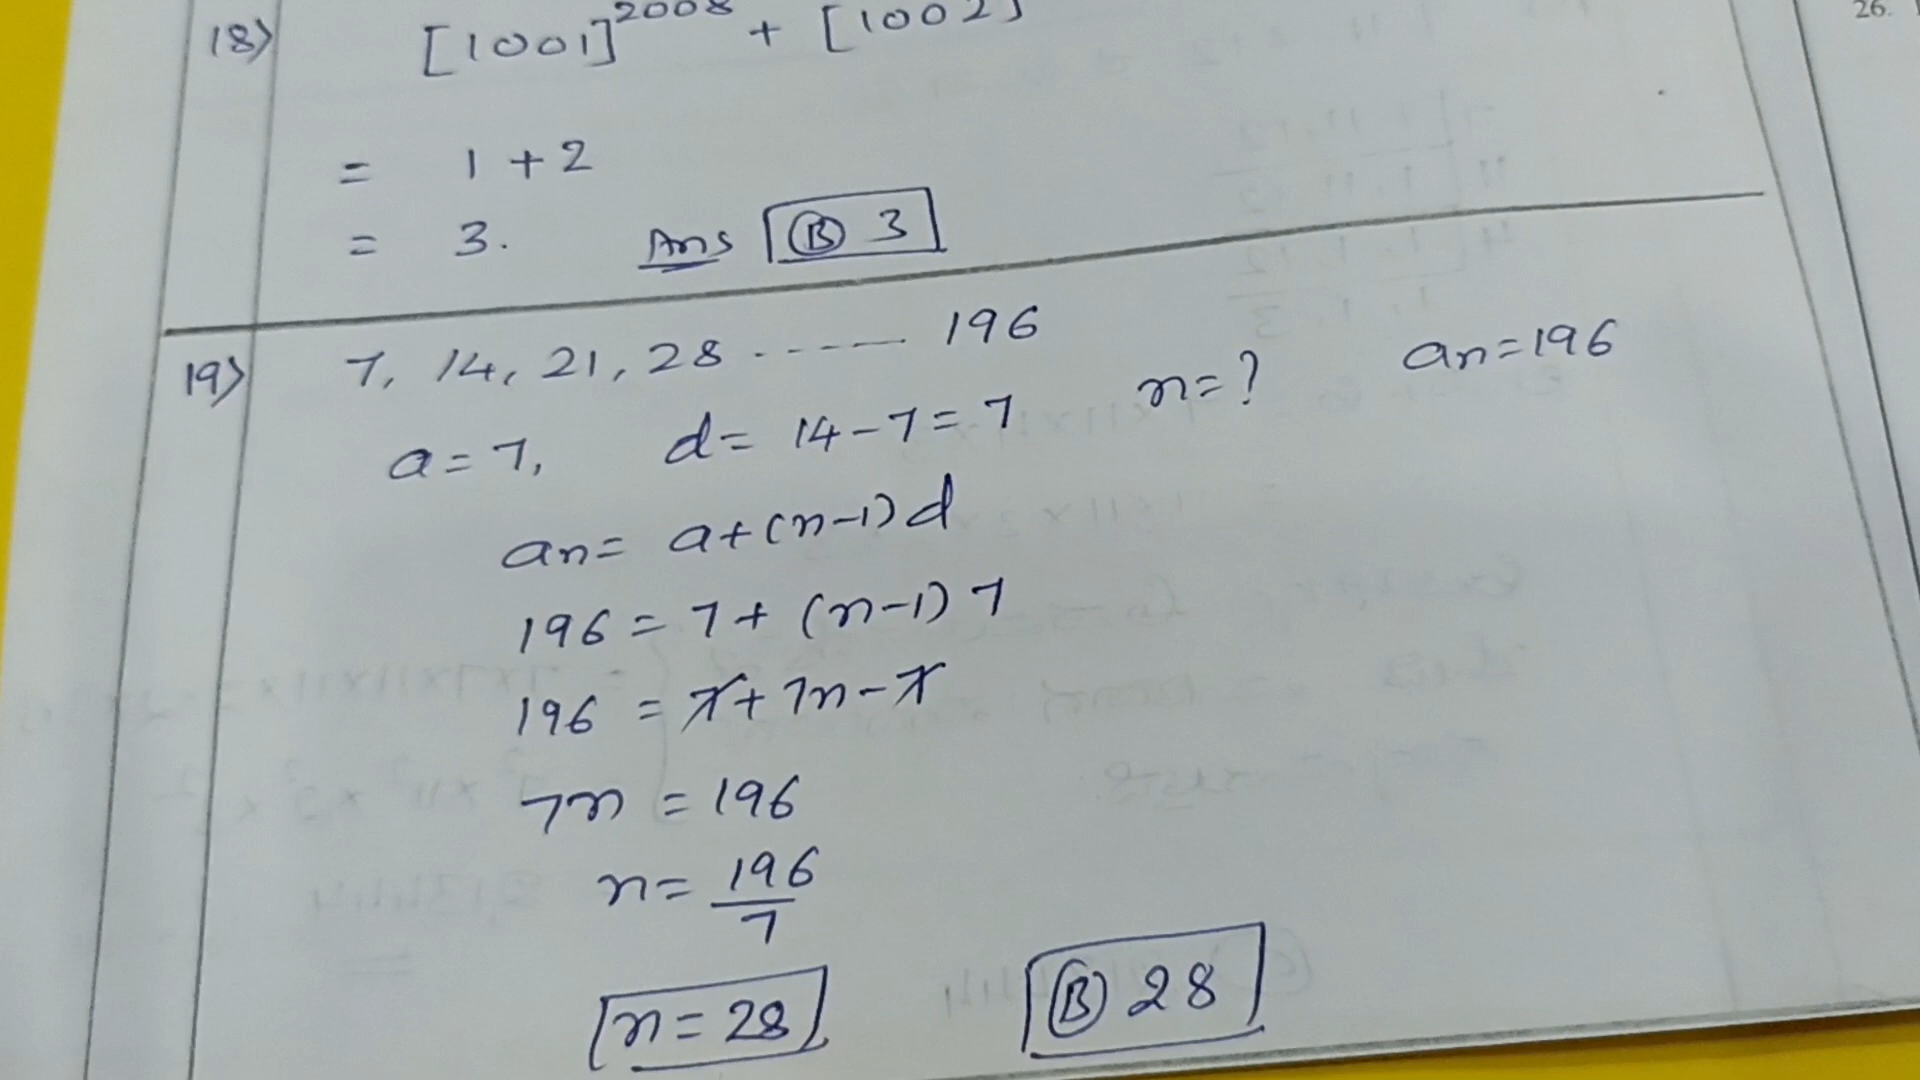 26.
18) [1001]²⁰⁰⁸ + [1002]
= 1 + 2
= 3. Ans Ⓑ 3
19) 7, 14, 21, 28 ------ 196
a = 7, d = 14 - 7 = 7 n = ? an = 196
an = a + (n-1) d
196 = 7 + (n-1) 7
196 = 7 + 7n - 7
7n = 196
n = 196/7
n = 28 Ⓑ 28